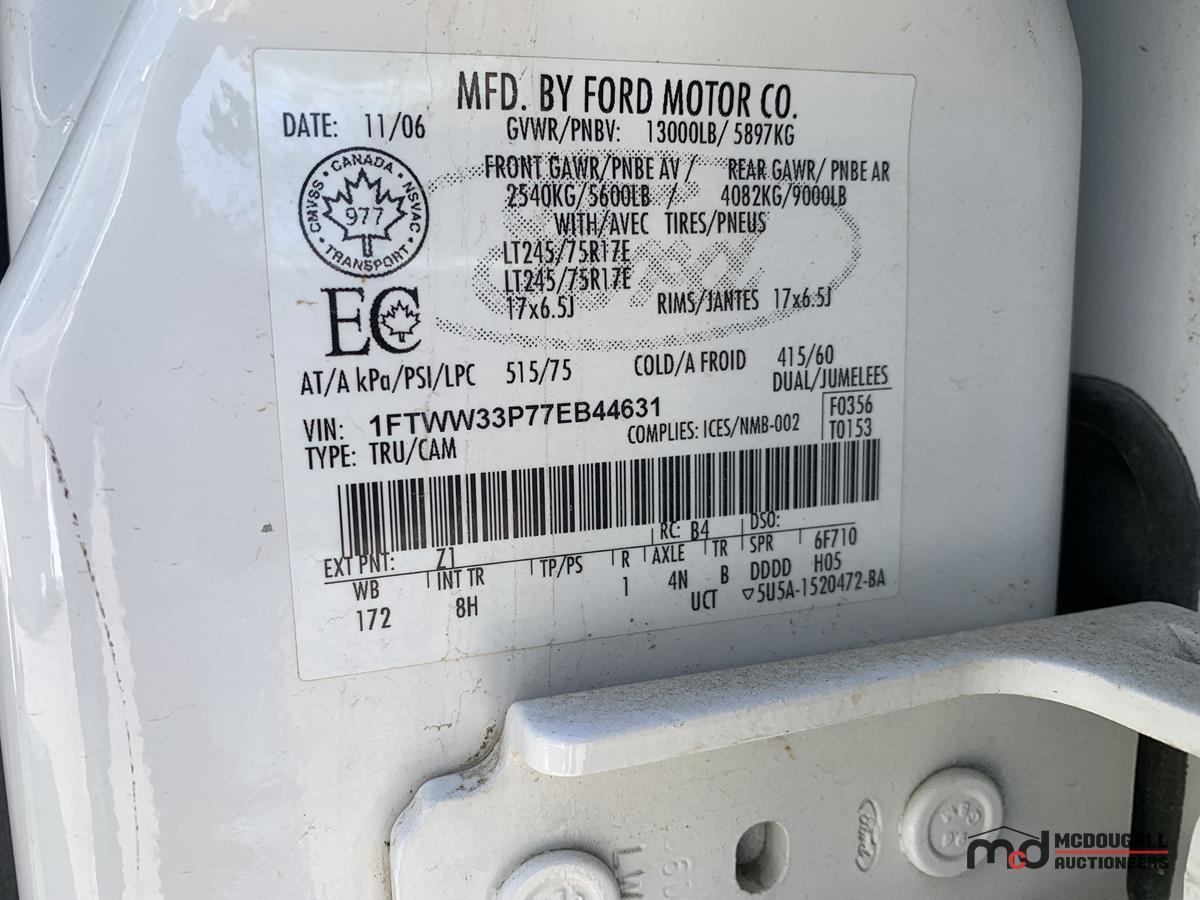 MFD. BY FORD MOTOR CO.
DATE: 11/06 GVWR/PNBV: 13000LB/ 5897KG
FRONT GAWR/PNBE AV / REAR GAWR/ PNBE AR
2540KG/5600LB / 4082KG/9000LB
WITH/AVEC TIRES/PNEUS
LT245/75R17E
LT245/75R17E
17x6.5J RIMS/JANTES 17x6.5J
CANADA
CMVSS 977 NSVAC
TRANSPORT
EC
AT/A kPa/PSI/LPC 515/75 COLD/A FROID 415/60
DUAL/JUMELEES
VIN: 1FTWW33P77EB44631 F0356
TYPE: TRU/CAM COMPLIES: ICES/NMB-002 T0153
EXT PNT: Z1 RC: B4 DSO:
WB INT TR TP/PS R AXLE TR SPR 6F710
172 8H 1 4N B DDDD H05
UCT ▽5U5A-1520472-BA
Ford
mcd MCDOUGALL
AUCTIONEERS